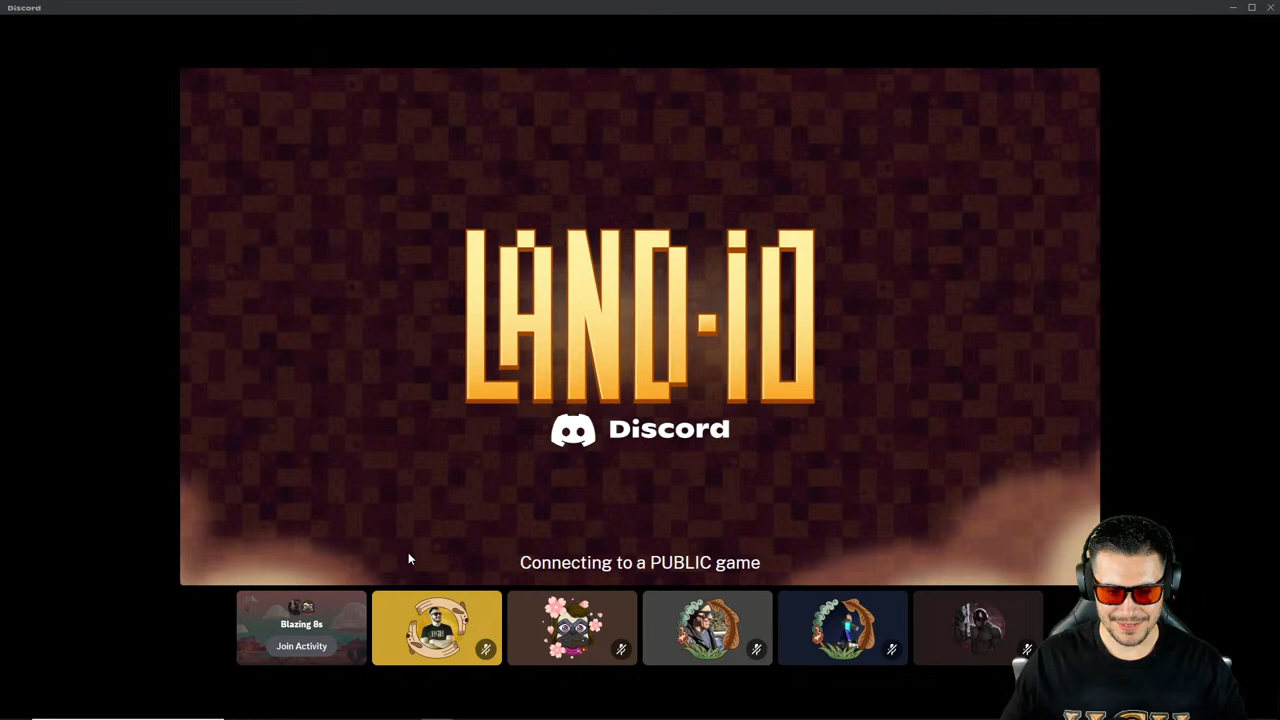 Discord
LAND.iO
Discord
Connecting to a PUBLIC game
Blazing 8s
Join Activity